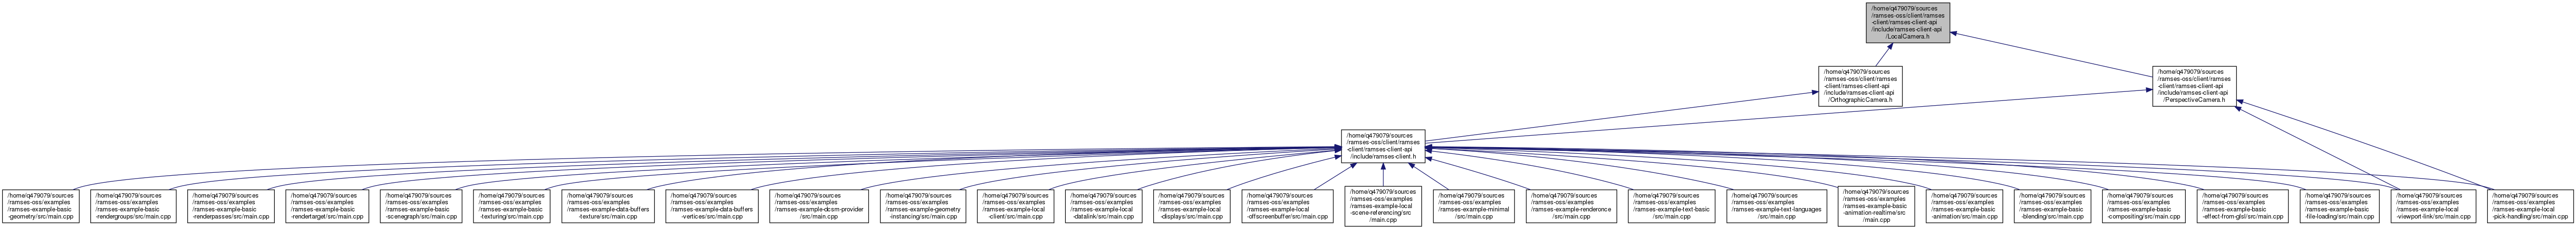 /home/q479079/sources
/ramses-oss/client/ramses
-client/ramses-client-api
/include/ramses-client-api
/LocalCamera.h
/home/q479079/sources
/ramses-oss/client/ramses
-client/ramses-client-api
/include/ramses-client-api
/OrthographicCamera.h
/home/q479079/sources
/ramses-oss/client/ramses
-client/ramses-client-api
/include/ramses-client-api
/PerspectiveCamera.h
/home/q479079/sources
/ramses-oss/client/ramses
-client/ramses-client-api
/include/ramses-client.h
/home/q479079/sources
/ramses-oss/examples
/ramses-example-basic
-geometry/src/main.cpp
/home/q479079/sources
/ramses-oss/examples
/ramses-example-basic
-rendergroups/src/main.cpp
/home/q479079/sources
/ramses-oss/examples
/ramses-example-basic
-renderpasses/src/main.cpp
/home/q479079/sources
/ramses-oss/examples
/ramses-example-basic
-rendertarget/src/main.cpp
/home/q479079/sources
/ramses-oss/examples
/ramses-example-basic
-scenegraph/src/main.cpp
/home/q479079/sources
/ramses-oss/examples
/ramses-example-basic
-texturing/src/main.cpp
/home/q479079/sources
/ramses-oss/examples
/ramses-example-data-buffers
-texture/src/main.cpp
/home/q479079/sources
/ramses-oss/examples
/ramses-example-data-buffers
-vertices/src/main.cpp
/home/q479079/sources
/ramses-oss/examples
/ramses-example-dcsm-provider
/src/main.cpp
/home/q479079/sources
/ramses-oss/examples
/ramses-example-geometry
-instancing/src/main.cpp
/home/q479079/sources
/ramses-oss/examples
/ramses-example-local
-client/src/main.cpp
/home/q479079/sources
/ramses-oss/examples
/ramses-example-local
-datalink/src/main.cpp
/home/q479079/sources
/ramses-oss/examples
/ramses-example-local
-displays/src/main.cpp
/home/q479079/sources
/ramses-oss/examples
/ramses-example-local
-offscreenbuffer/src/main.cpp
/home/q479079/sources
/ramses-oss/examples
/ramses-example-local
-scene-referencing/src
/main.cpp
/home/q479079/sources
/ramses-oss/examples
/ramses-example-minimal
/src/main.cpp
/home/q479079/sources
/ramses-oss/examples
/ramses-example-renderonce
/src/main.cpp
/home/q479079/sources
/ramses-oss/examples
/ramses-example-text-basic
/src/main.cpp
/home/q479079/sources
/ramses-oss/examples
/ramses-example-text-languages
/src/main.cpp
/home/q479079/sources
/ramses-oss/examples
/ramses-example-basic
-animation-realtime/src
/main.cpp
/home/q479079/sources
/ramses-oss/examples
/ramses-example-basic
-animation/src/main.cpp
/home/q479079/sources
/ramses-oss/examples
/ramses-example-basic
-blending/src/main.cpp
/home/q479079/sources
/ramses-oss/examples
/ramses-example-basic
-compositing/src/main.cpp
/home/q479079/sources
/ramses-oss/examples
/ramses-example-basic
-effect-from-glsl/src/main.cpp
/home/q479079/sources
/ramses-oss/examples
/ramses-example-basic
-file-loading/src/main.cpp
/home/q479079/sources
/ramses-oss/examples
/ramses-example-local
-viewport-link/src/main.cpp
/home/q479079/sources
/ramses-oss/examples
/ramses-example-local
-pick-handling/src/main.cpp